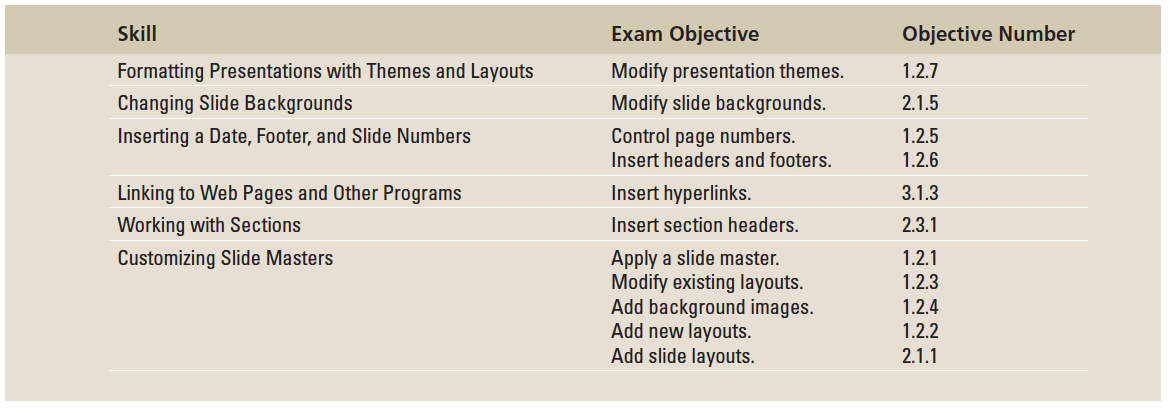 Skill Exam Objective Objective Number
Formatting Presentations with Themes and Layouts Modify presentation themes. 1.2.7
Changing Slide Backgrounds Modify slide backgrounds. 2.1.5
Inserting a Date, Footer, and Slide Numbers Control page numbers. 1.2.5
Insert headers and footers. 1.2.6
Linking to Web Pages and Other Programs Insert hyperlinks. 3.1.3
Working with Sections Insert section headers. 2.3.1
Customizing Slide Masters Apply a slide master. 1.2.1
Modify existing layouts. 1.2.3
Add background images. 1.2.4
Add new layouts. 1.2.2
Add slide layouts. 2.1.1